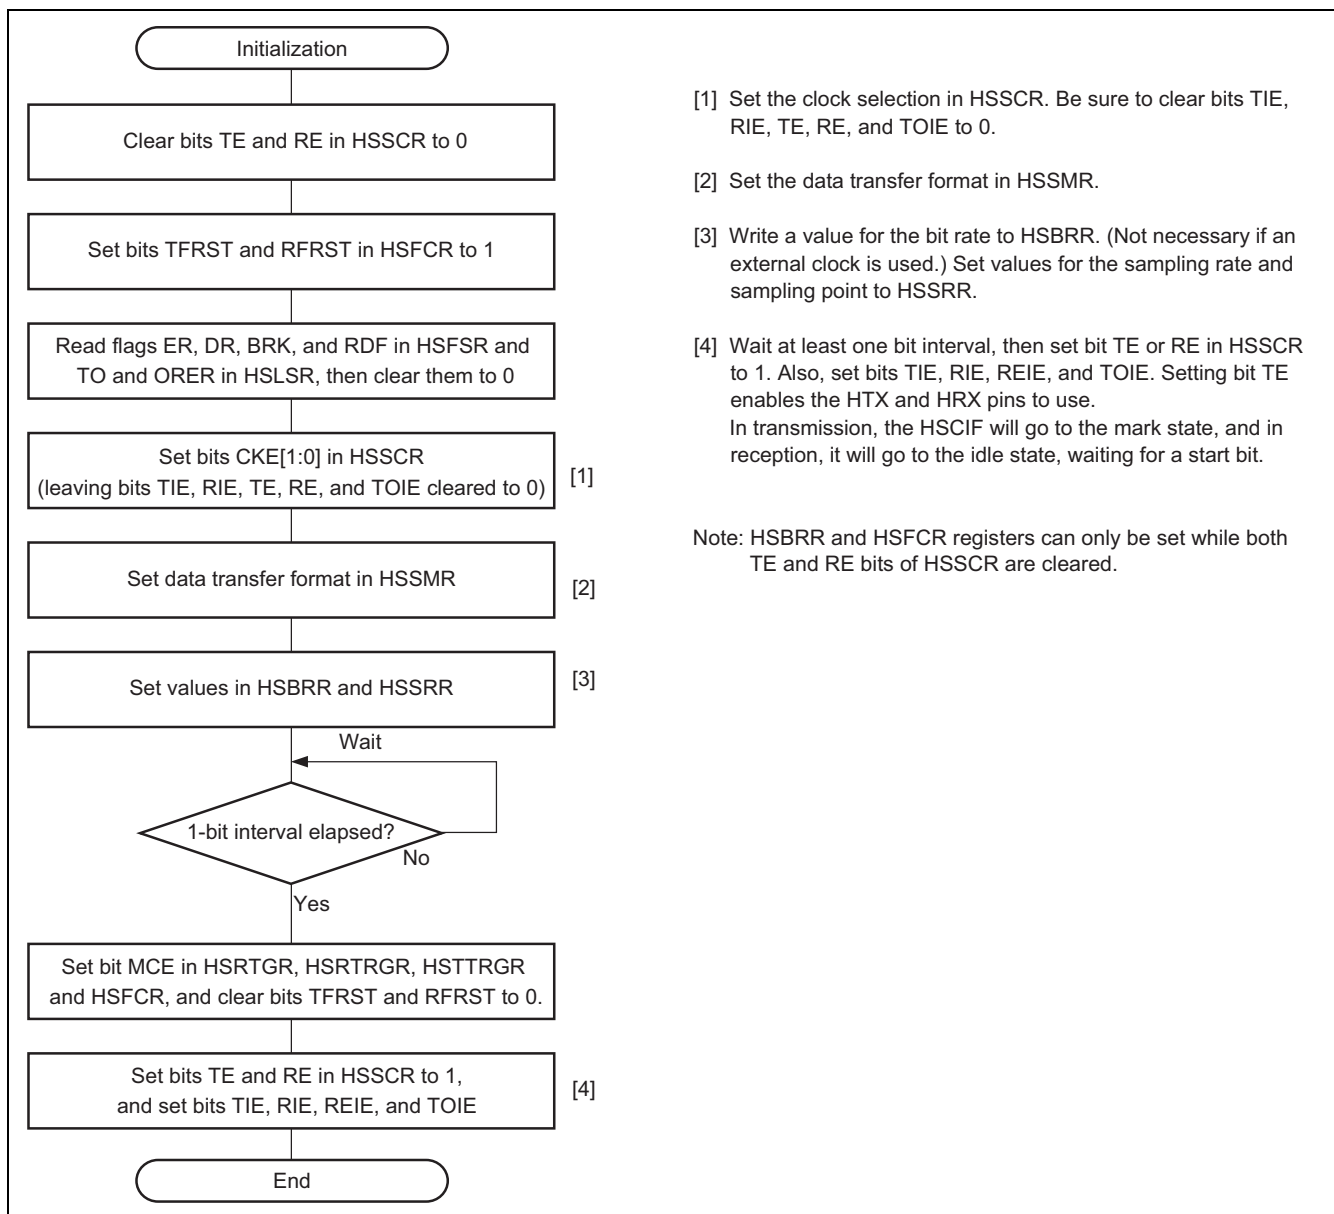 Initialization
Clear bits TE and RE in HSSCR to 0
Set bits TFRST and RFRST in HSFCR to 1
Read flags ER, DR, BRK, and RDF in HSFSR and
TO and ORER in HSLSR, then clear them to 0
Set bits CKE[1:0] in HSSCR
(leaving bits TIE, RIE, TE, RE, and TOIE cleared to 0)
[1]
Set data transfer format in HSSMR
[2]
Set values in HSBRR and HSSRR
[3]
Wait
1-bit interval elapsed?
No
Yes
Set bit MCE in HSRTGR, HSRTRGR, HSTTRGR
and HSFCR, and clear bits TFRST and RFRST to 0.
Set bits TE and RE in HSSCR to 1,
and set bits TIE, RIE, REIE, and TOIE
[4]
End
[1] Set the clock selection in HSSCR. Be sure to clear bits TIE,
RIE, TE, RE, and TOIE to 0.
[2] Set the data transfer format in HSSMR.
[3] Write a value for the bit rate to HSBRR. (Not necessary if an
external clock is used.) Set values for the sampling rate and
sampling point to HSSRR.
[4] Wait at least one bit interval, then set bit TE or RE in HSSCR
to 1. Also, set bits TIE, RIE, REIE, and TOIE. Setting bit TE
enables the HTX and HRX pins to use.
In transmission, the HSCIF will go to the mark state, and in
reception, it will go to the idle state, waiting for a start bit.
Note: HSBRR and HSFCR registers can only be set while both
TE and RE bits of HSSCR are cleared.